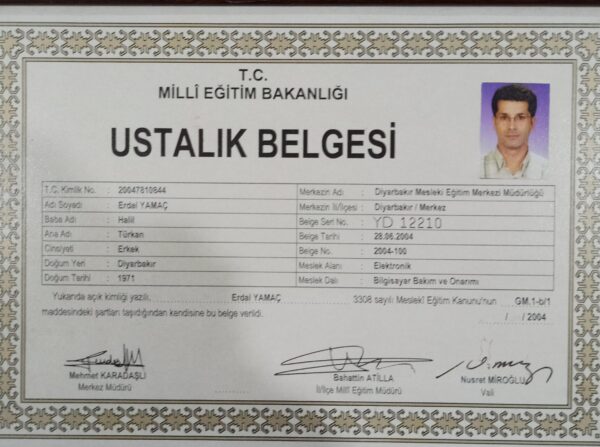 T.C.
MİLLÎ EĞİTİM BAKANLIĞI
USTALIK BELGESİ
T.C. Kimlik No. : 20047810844
Adı Soyadı : Erdal YAMAÇ
Baba Adı : Halil
Ana Adı : Türkan
Cinsiyeti : Erkek
Doğum Yeri : Diyarbakır
Doğum Tarihi : 1971
Merkezin Adı : Diyarbakır Mesleki Eğitim Merkezi Müdürlüğü
Merkezin İl/İlçesi : Diyarbakır / Merkez
Belge Seri No. : YD 12210
Belge Tarihi : 28.06.2004
Belge No. : 2004-100
Meslek Alanı : Elektronik
Meslek Dalı : Bilgisayar Bakım ve Onarımı
Yukarıda açık kimliği yazılı Erdal YAMAÇ 3308 sayılı Meslekî Eğitim Kanunu'nun GM.1-b/1
maddesindeki şartları taşıdığından kendisine bu belge verildi.
/ / 2004
Mehmet KARADAŞLI
Merkez Müdürü
Bahattin ATİLLA
İl/İlçe Millî Eğitim Müdürü
Nusret MİROĞLU
Vali